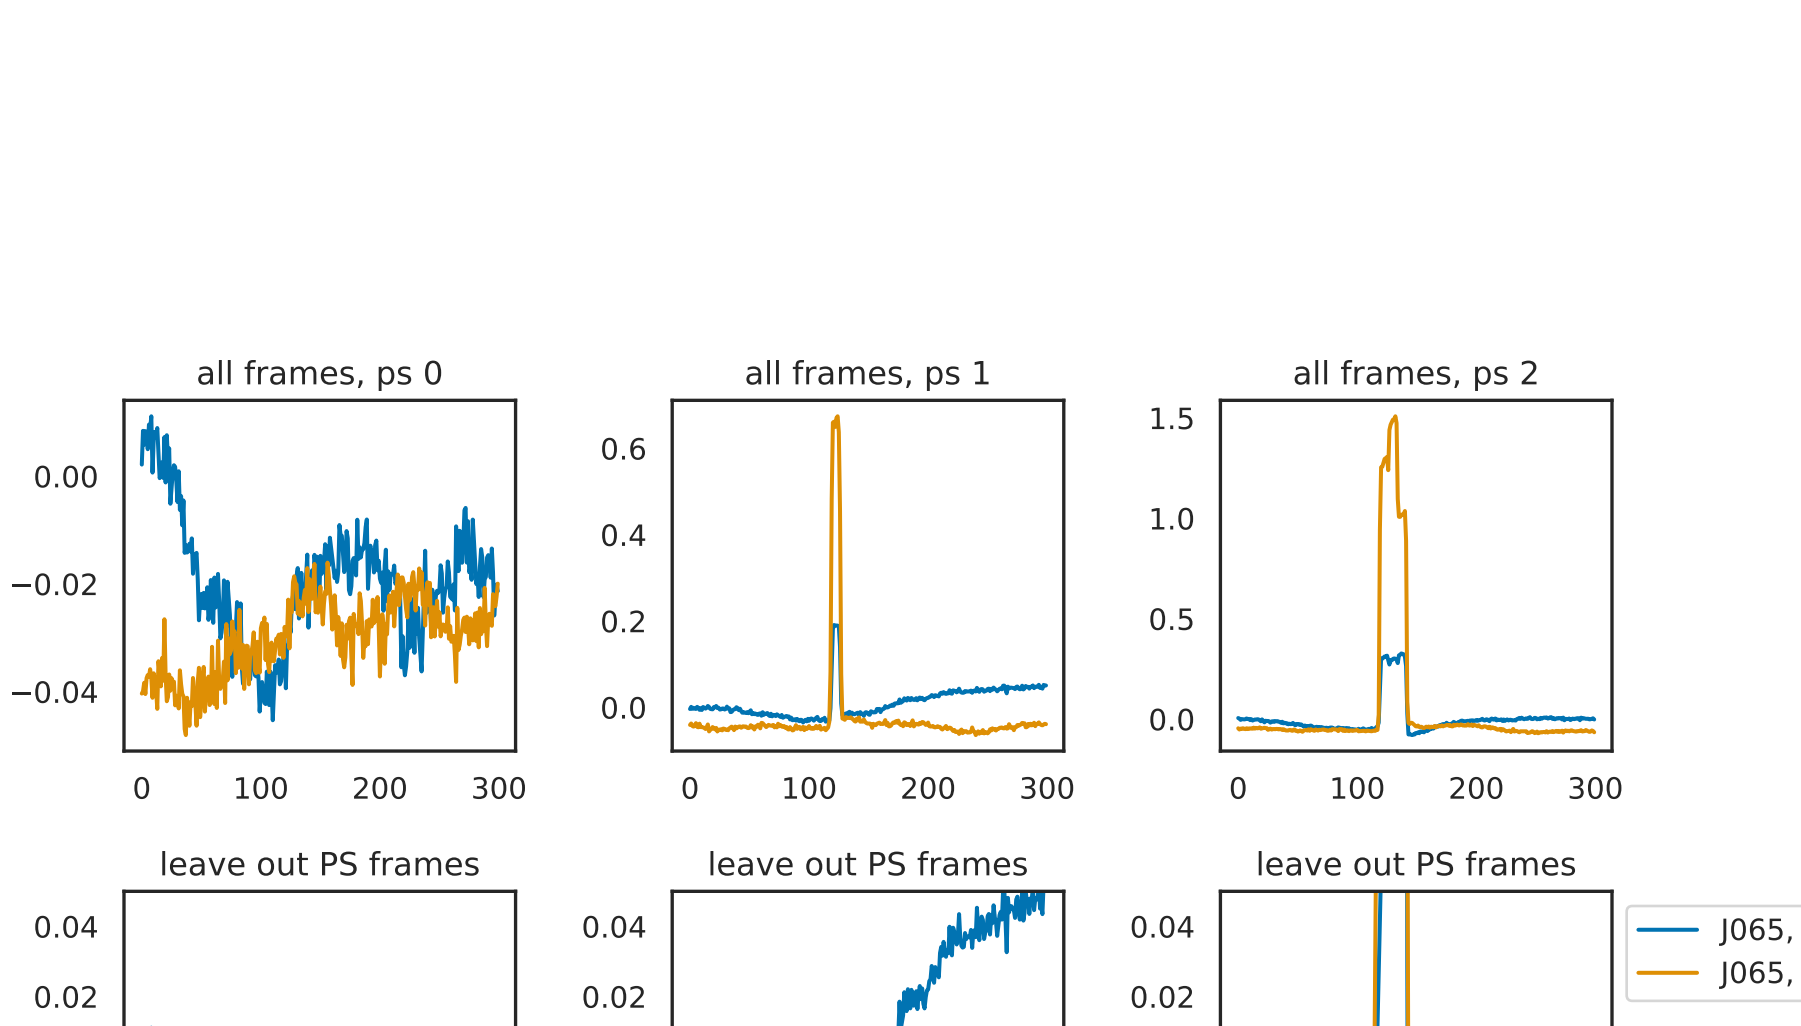 all frames, ps 0
all frames, ps 1
all frames, ps 2
0.00
−0.02
−0.04
0 100 200 300
0.6
0.4
0.2
0.0
0 100 200 300
1.5
1.0
0.5
0.0
0 100 200 300
leave out PS frames
leave out PS frames
leave out PS frames
0.04
0.02
0.04
0.02
0.04
0.02
J065,
J065,